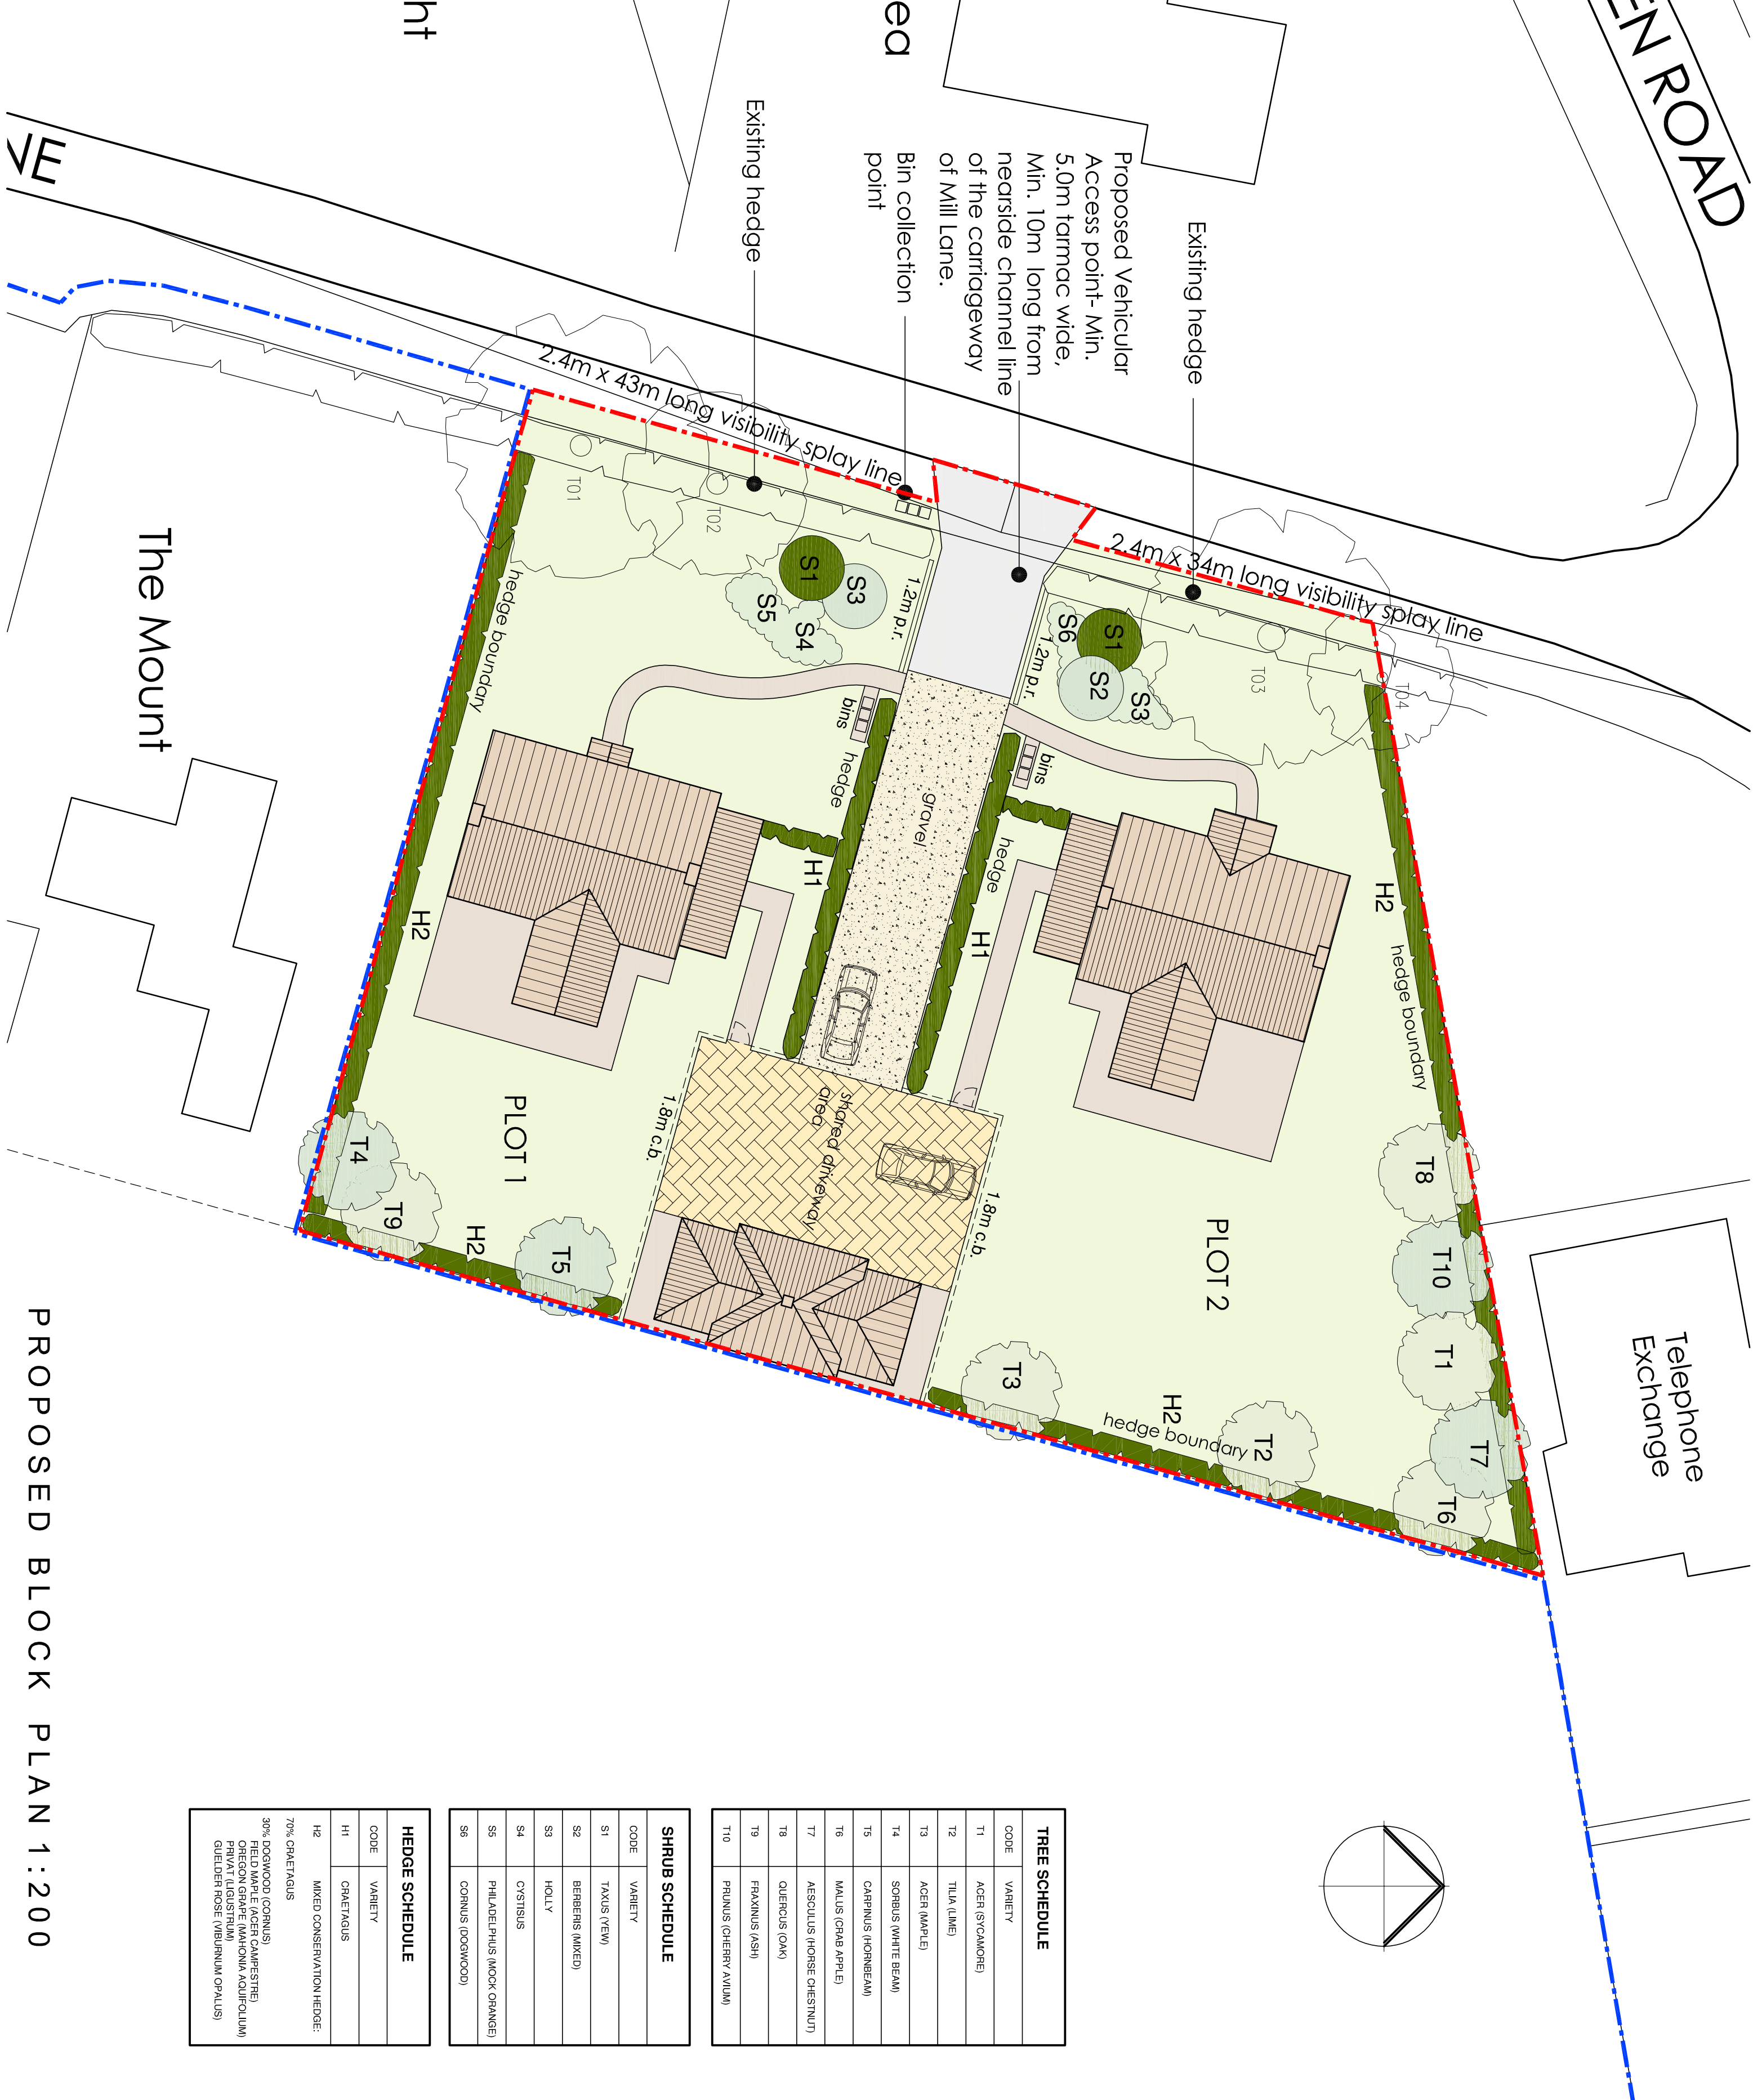 EN ROAD
ea
ht
VE
Existing hedge
Proposed Vehicular
Access point- Min.
5.0m tarmac wide,
Min. 10m long from
nearside channel line
of the carriageway
of Mill Lane.
Bin collection
point
Existing hedge
2.4m x 34m long visibility splay line
2.4m x 43m long visibility splay line
T01
T02
T03
T04
S1
S2
S3
S6
S1
S3
S4
S5
1.2m p.r.
1.2m p.r.
bins
bins
hedge
hedge
gravel
H1
H1
hedge boundary
H2
hedge boundary
H2
The Mount
shared driveway
area
1.8m c.b.
1.8m c.b.
PLOT 1
PLOT 2
T4
T9
H2
T5
T3
H2
hedge boundary
T2
T8
T10
T1
T7
T6
Telephone
Exchange
TREE SCHEDULE
CODE VARIETY
T1 ACER (SYCAMORE)
T2 TILIA (LIME)
T3 ACER (MAPLE)
T4 SORBUS (WHITE BEAM)
T5 CARPINUS (HORNBEAM)
T6 MALUS (CRAB APPLE)
T7 AESCULUS (HORSE CHESTNUT)
T8 QUERCUS (OAK)
T9 FRAXINUS (ASH)
T10 PRUNUS (CHERRY AVIUM)
SHRUB SCHEDULE
CODE VARIETY
S1 TAXUS (YEW)
S2 BERBERIS (MIXED)
S3 HOLLY
S4 CYSTISUS
S5 PHILADELPHUS (MOCK ORANGE)
S6 CORNUS (DOGWOOD)
HEDGE SCHEDULE
CODE VARIETY
H1 CRAETAGUS
H2 MIXED CONSERVATION HEDGE:
70% CRAETAGUS
30% DOGWOOD (CORNUS)
FIELD MAPLE (ACER CAMPESTRE)
OREGON GRAPE (MAHONIA AQUIFOLIUM)
PRIVAT (LIGUSTRUM)
GUELDER ROSE (VIBURNUM OPALUS)
PROPOSED BLOCK PLAN 1:200